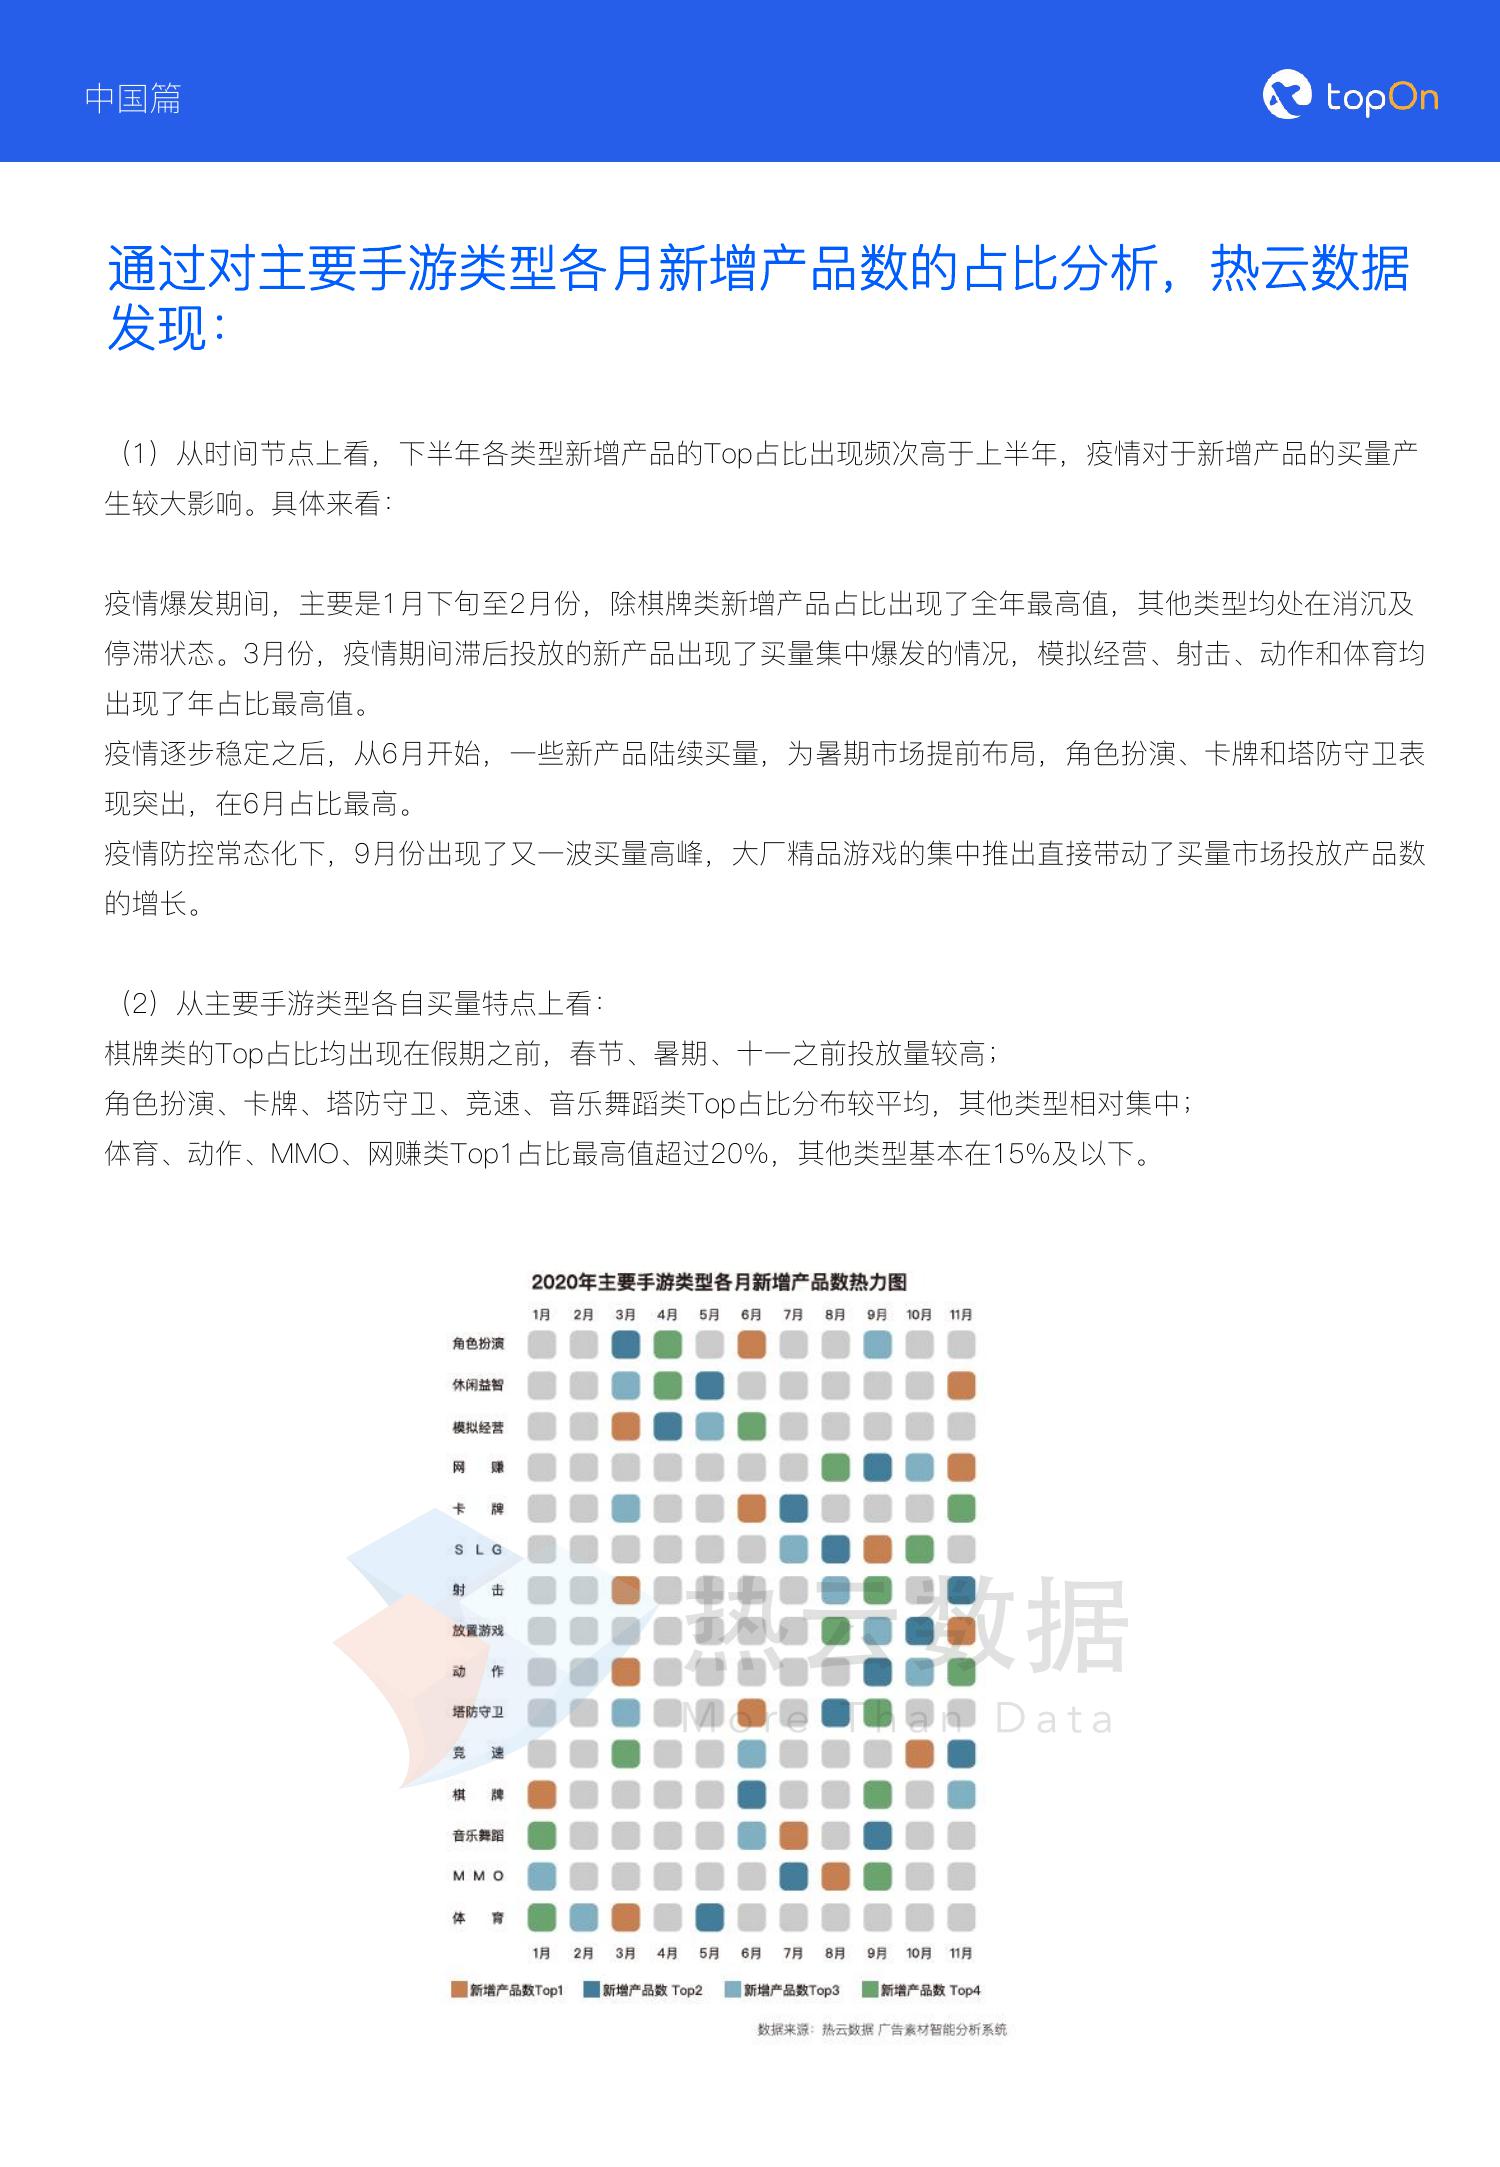 中国篇
topOn
通过对主要手游类型各月新增产品数的占比分析，热云数据
发现：
（1）从时间节点上看，下半年各类型新增产品的Top占比出现频次高于上半年，疫情对于新增产品的买量产
生较大影响。具体来看：
疫情爆发期间，主要是1月下旬至2月份，除棋牌类新增产品占比出现了全年最高值，其他类型均处在消沉及
停滞状态。3月份，疫情期间滞后投放的新产品出现了买量集中爆发的情况，模拟经营、射击、动作和体育均
出现了年占比最高值。
疫情逐步稳定之后，从6月开始，一些新产品陆续买量，为暑期市场提前布局，角色扮演、卡牌和塔防守卫表
现突出，在6月占比最高。
疫情防控常态化下，9月份出现了又一波买量高峰，大厂精品游戏的集中推出直接带动了买量市场投放产品数
的增长。
（2）从主要手游类型各自买量特点上看：
棋牌类的Top占比均出现在假期之前，春节、暑期、十一之前投放量较高；
角色扮演、卡牌、塔防守卫、竞速、音乐舞蹈类Top占比分布较平均，其他类型相对集中；
体育、动作、MMO、网赚类Top1占比最高值超过20%，其他类型基本在15%及以下。
2020年主要手游类型各月新增产品数热力图
1月 2月 3月 4月 5月 6月 7月 8月 9月 10月 11月
角色扮演
休闲益智
模拟经营
网 赚
卡 牌
S L G
射 击
放置游戏
动 作
塔防守卫
竞 速
棋 牌
音乐舞蹈
M M O
体 育
1月 2月 3月 4月 5月 6月 7月 8月 9月 10月 11月
新增产品数Top1 新增产品数 Top2 新增产品数Top3 新增产品数 Top4
数据来源：热云数据 广告素材智能分析系统
热云数据
More Than Data